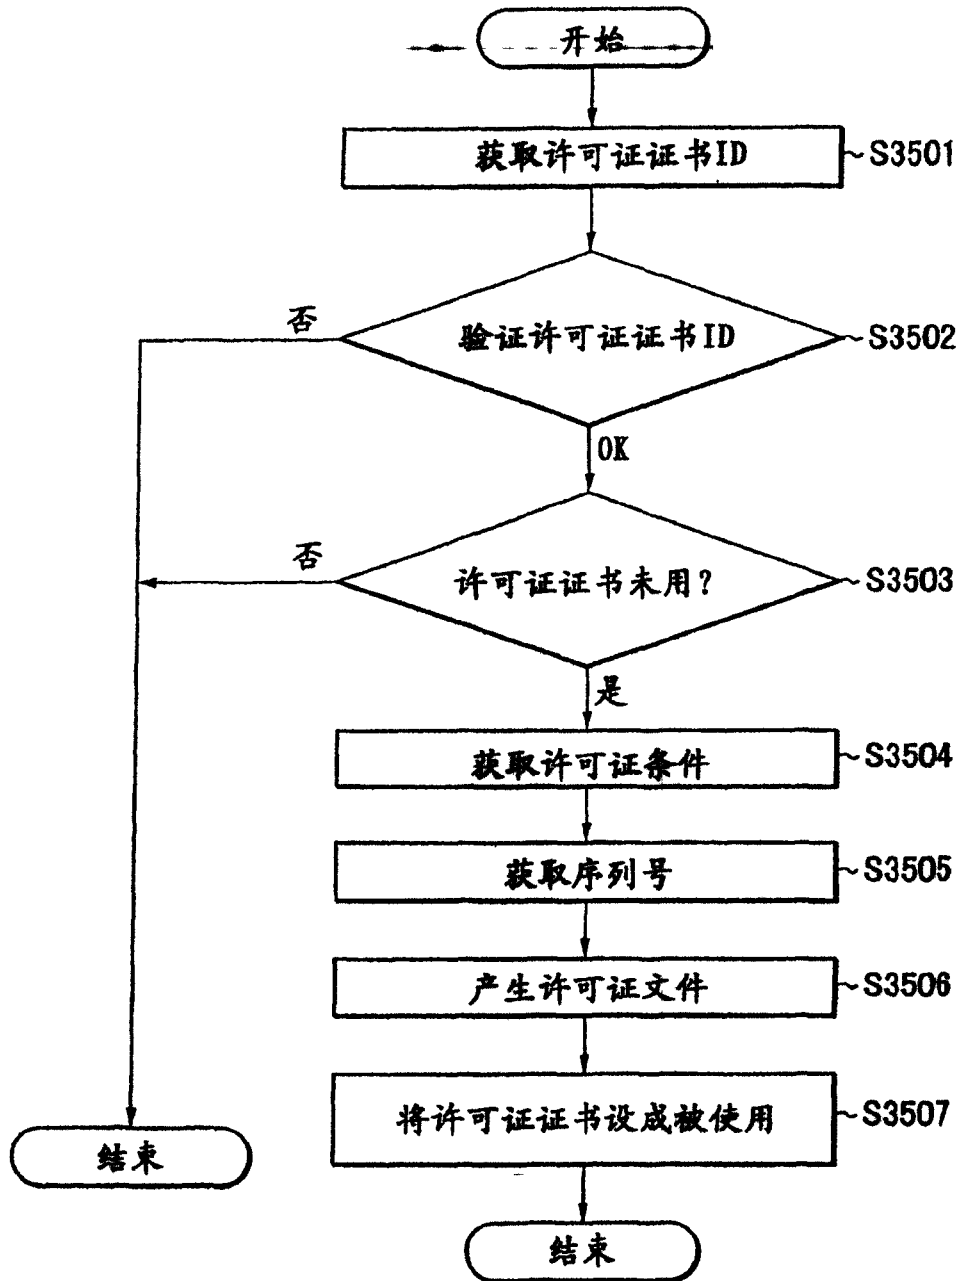 开始
获取许可证证书ID
S3501
否
验证许可证证书ID
S3502
OK
否
许可证证书未用?
S3503
是
获取许可证条件
S3504
获取序列号
S3505
产生许可证文件
S3506
将许可证证书设成被使用
S3507
结束
结束